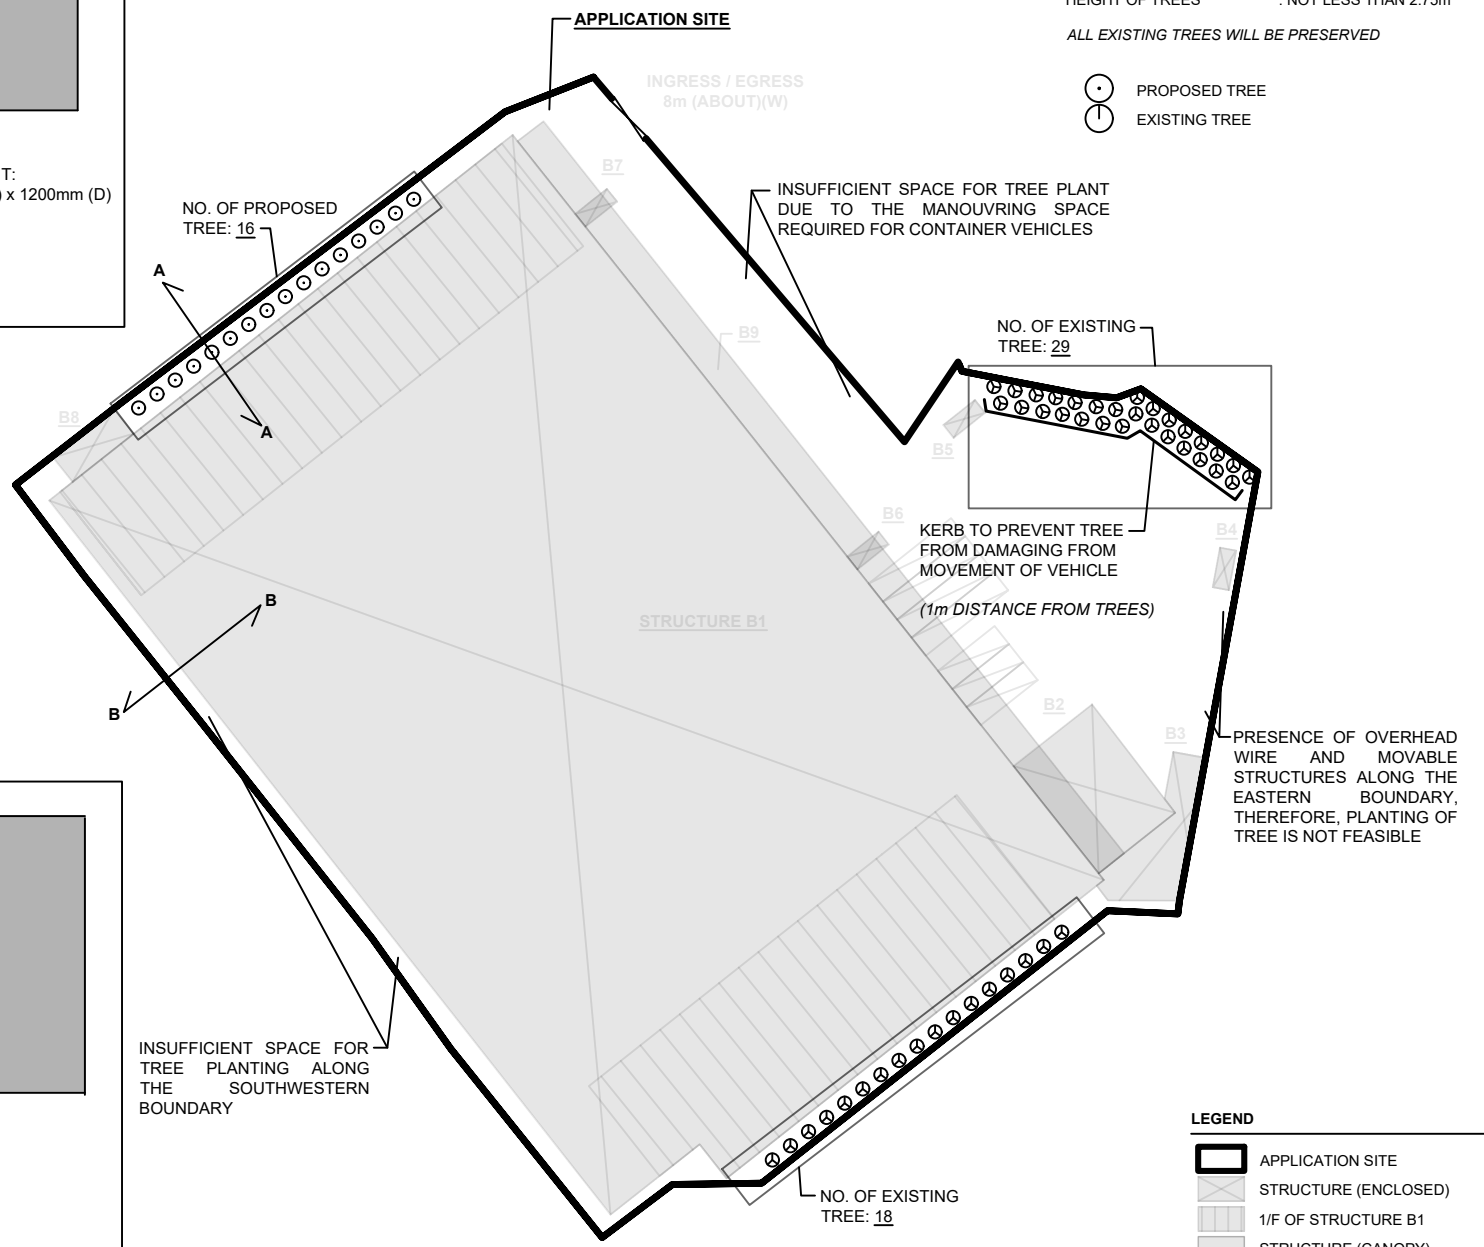 APPLICATION SITE
HEIGHT OF TREES : NOT LESS THAN 2.75m
ALL EXISTING TREES WILL BE PRESERVED
PROPOSED TREE
EXISTING TREE
INGRESS / EGRESS
8m (ABOUT)(W)
T:
) x 1200mm (D)
NO. OF PROPOSED
TREE: 16
A
A
B7
INSUFFICIENT SPACE FOR TREE PLANT
DUE TO THE MANOUVRING SPACE
REQUIRED FOR CONTAINER VEHICLES
B9
NO. OF EXISTING
TREE: 29
B8
B5
B6
KERB TO PREVENT TREE
FROM DAMAGING FROM
MOVEMENT OF VEHICLE
(1m DISTANCE FROM TREES)
B4
STRUCTURE B1
B
B
B2
B3
PRESENCE OF OVERHEAD
WIRE AND MOVABLE
STRUCTURES ALONG THE
EASTERN BOUNDARY,
THEREFORE, PLANTING OF
TREE IS NOT FEASIBLE
INSUFFICIENT SPACE FOR
TREE PLANTING ALONG
THE SOUTHWESTERN
BOUNDARY
NO. OF EXISTING
TREE: 18
LEGEND
APPLICATION SITE
STRUCTURE (ENCLOSED)
1/F OF STRUCTURE B1
STRUCTURE (CANOPY)